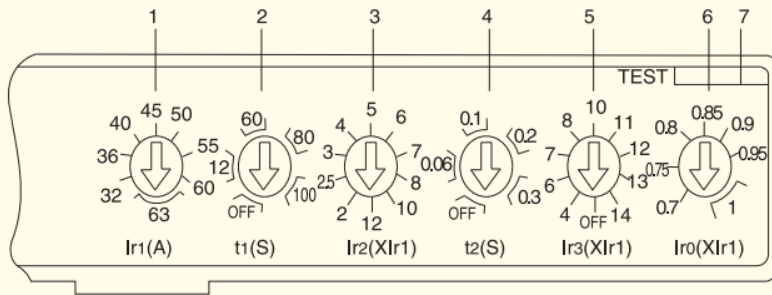 1 2 3 4 5 6 7
TEST
32 36 40 45 50 55 60 63
OFF 12 60 80 100
2 2.5 3 4 5 6 7 8 10 12
OFF 0.06 0.1 0.2 0.3
4 6 7 8 10 11 12 13 14 OFF
0.7 0.75 0.8 0.85 0.9 0.95 1
Ir1(A) t1(S) Ir2(XIr1) t2(S) Ir3(XIr1) Ir0(XIr1)